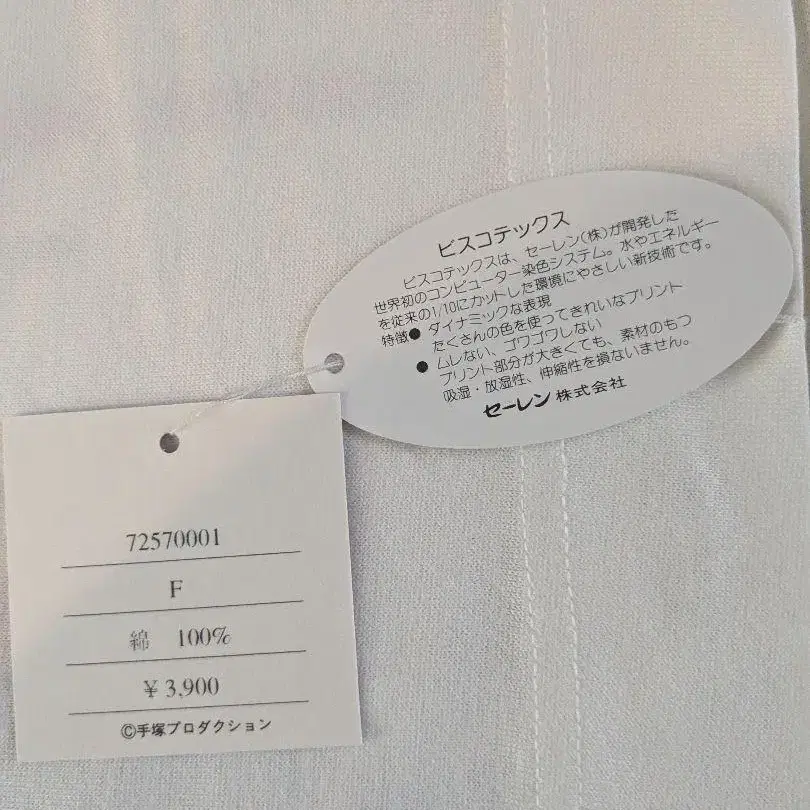 ビスコテックス
ビスコテックスは、セーレン(株)が開発した
世界初のコンピューター染色システム。水やエネルギー
を従来の1/10にカットした環境にやさしい新技術です。
特徴●ダイナミックな表現
たくさんの色を使ってきれいなプリント
●ムレない、ゴワゴワしない
プリント部分が大きくても、素材のもつ
吸湿・放湿性、伸縮性を損ないません。
セーレン株式会社
72570001
F
綿 100%
¥3,900
©手塚プロダクション